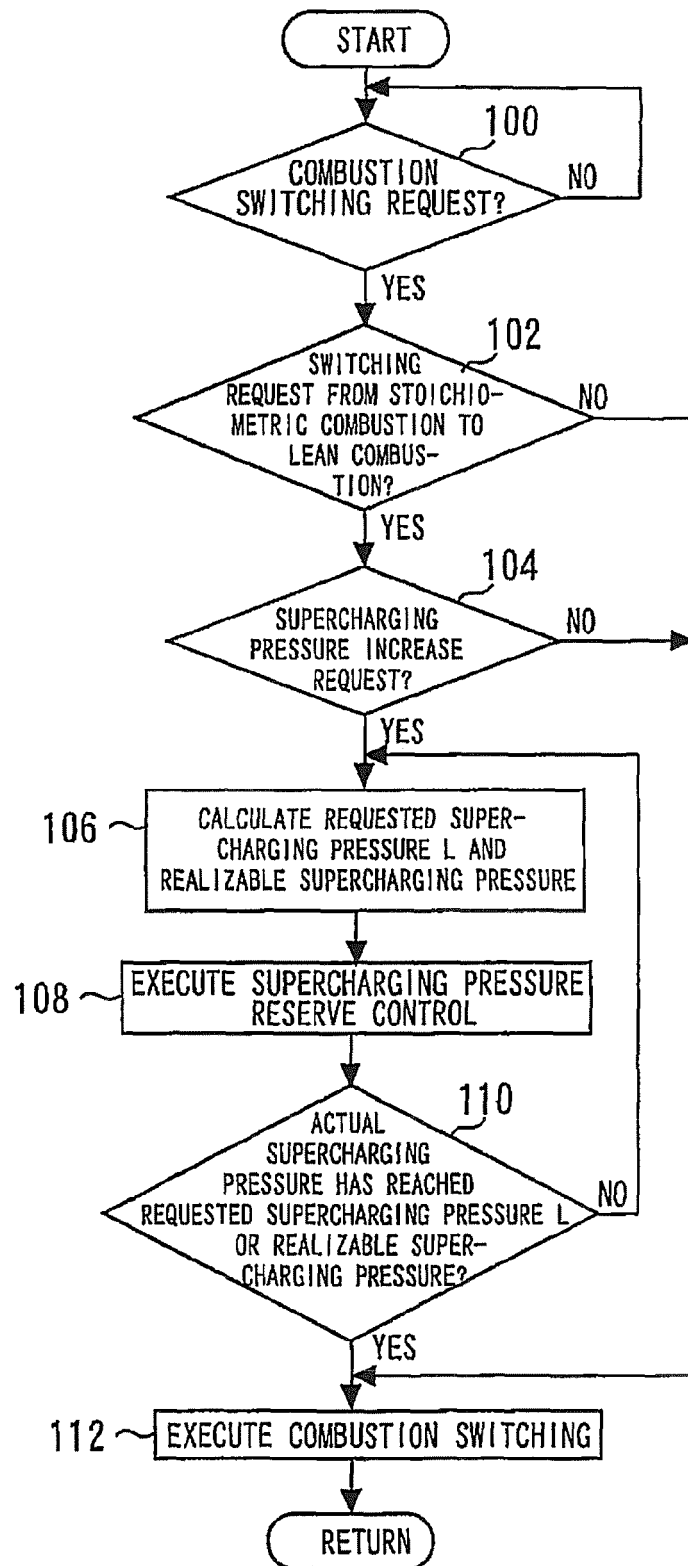 START
100
COMBUSTION
SWITCHING REQUEST?
NO
YES
102
SWITCHING
REQUEST FROM STOICHIO-
METRIC COMBUSTION TO
LEAN COMBUS-
TION?
NO
YES
104
SUPERCHARGING
PRESSURE INCREASE
REQUEST?
NO
YES
106
CALCULATE REQUESTED SUPER-
CHARGING PRESSURE L AND
REALIZABLE SUPERCHARGING PRESSURE
108
EXECUTE SUPERCHARGING PRESSURE
RESERVE CONTROL
110
ACTUAL
SUPERCHARGING
PRESSURE HAS REACHED
REQUESTED SUPERCHARGING PRESSURE L
OR REALIZABLE SUPER-
CHARGING PRESSURE?
NO
YES
112
EXECUTE COMBUSTION SWITCHING
RETURN